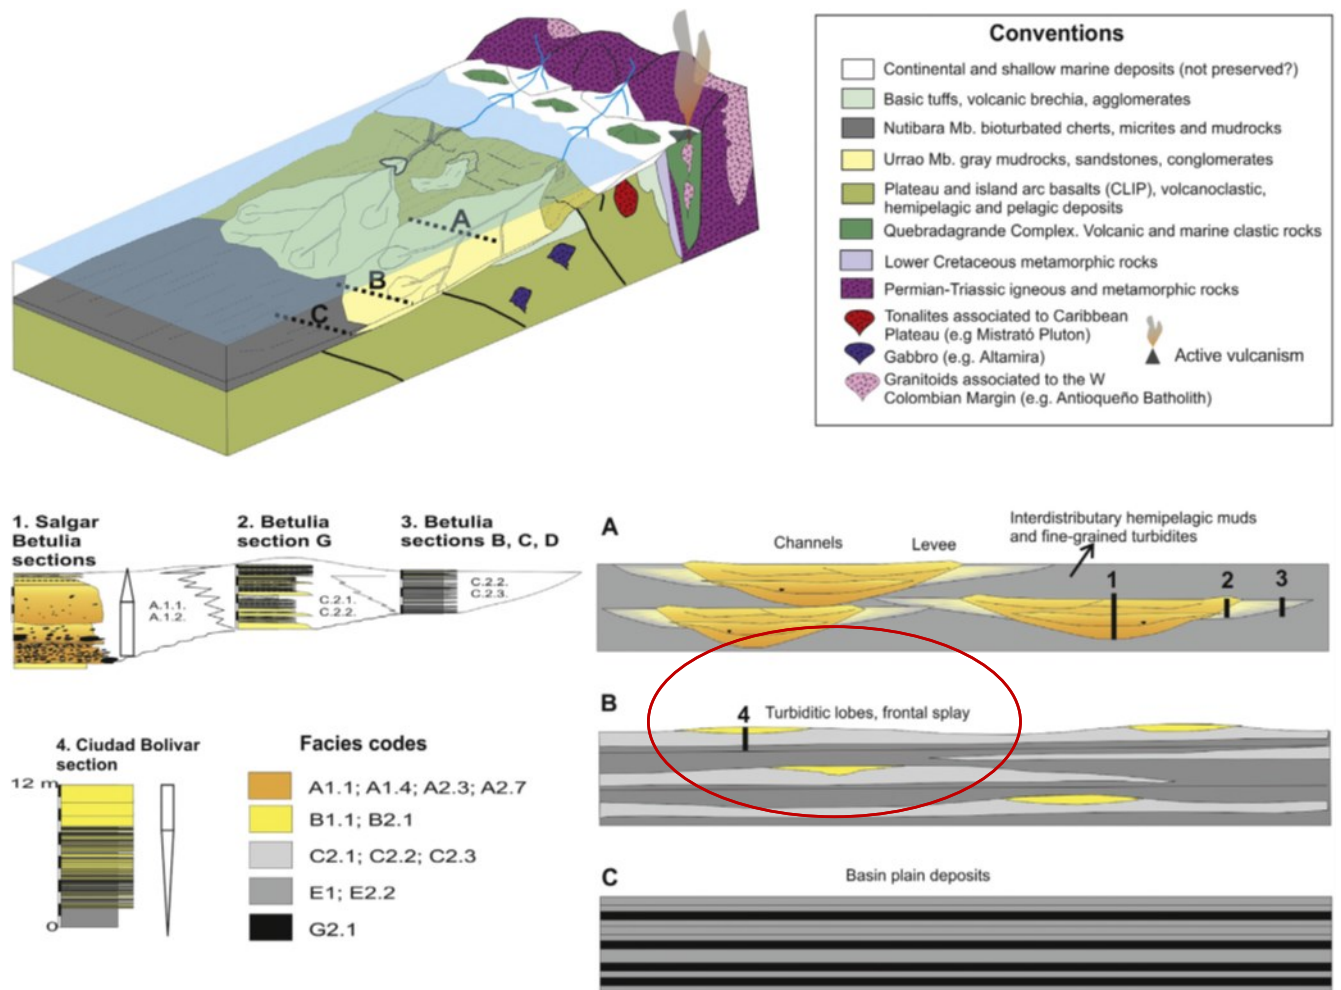 Conventions
Continental and shallow marine deposits (not preserved?)
Basic tuffs, volcanic brechia, agglomerates
Nutibara Mb. bioturbated cherts, micrites and mudrocks
Urrao Mb. gray mudrocks, sandstones, conglomerates
Plateau and island arc basalts (CLIP), volcanoclastic,
hemipelagic and pelagic deposits
Quebradagrande Complex. Volcanic and marine clastic rocks
Lower Cretaceous metamorphic rocks
Permian-Triassic igneous and metamorphic rocks
Tonalites associated to Caribbean
Plateau (e.g Mistrató Pluton)
Gabbro (e.g. Altamira)
Active vulcanism
Granitoids associated to the W
Colombian Margin (e.g. Antioqueño Batholith)
A
B
C
1. Salgar
Betulia
sections
A.1.1.
A.1.2.
2. Betulia
section G
C.2.1.
C.2.2.
3. Betulia
sections B, C, D
C.2.2.
C.2.3.
A
Channels
Levee
Interdistributary hemipelagic muds
and fine-grained turbidites
1
2
3
B
4
Turbiditic lobes, frontal splay
4. Ciudad Bolivar
section
12 m
0
Facies codes
A1.1; A1.4; A2.3; A2.7
B1.1; B2.1
C2.1; C2.2; C2.3
E1; E2.2
G2.1
C
Basin plain deposits